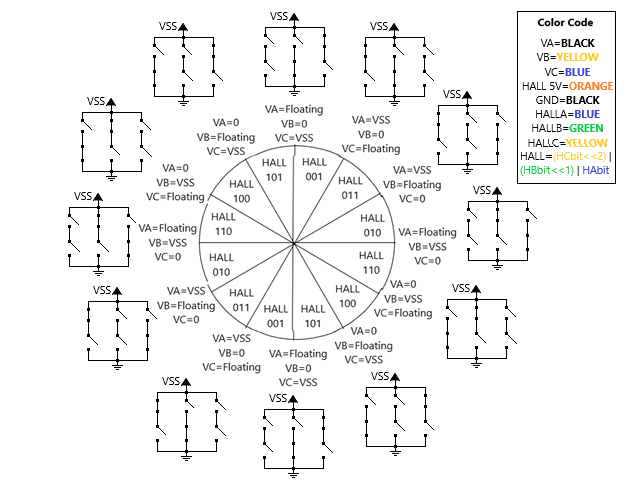 VSS
VSS
VSS
Color Code
VA=BLACK
VB=YELLOW
VC=BLUE
HALL 5V=ORANGE
GND=BLACK
HALLA=BLUE
HALLB=GREEN
HALLC=YELLOW
HALL=(HCbit<<2) |
(HBbit<<1) | HAbit
VSS
VSS
VA=Floating
VB=0
VC=VSS
VA=0
VB=Floating
VC=VSS
VA=VSS
VB=0
VC=Floating
VA=0
VB=VSS
VC=Floating
VA=VSS
VB=Floating
VC=0
HALL
101
HALL
001
HALL
100
HALL
011
VSS
VSS
VA=Floating
VB=VSS
VC=0
HALL
110
HALL
010
VA=Floating
VB=VSS
VC=0
HALL
010
HALL
110
VSS
VSS
VA=VSS
VB=Floating
VC=0
HALL
011
HALL
100
VA=0
VB=VSS
VC=Floating
HALL
001
HALL
101
VA=VSS
VB=0
VC=Floating
VA=0
VB=Floating
VC=VSS
VA=Floating
VB=0
VC=VSS
VSS
VSS
VSS